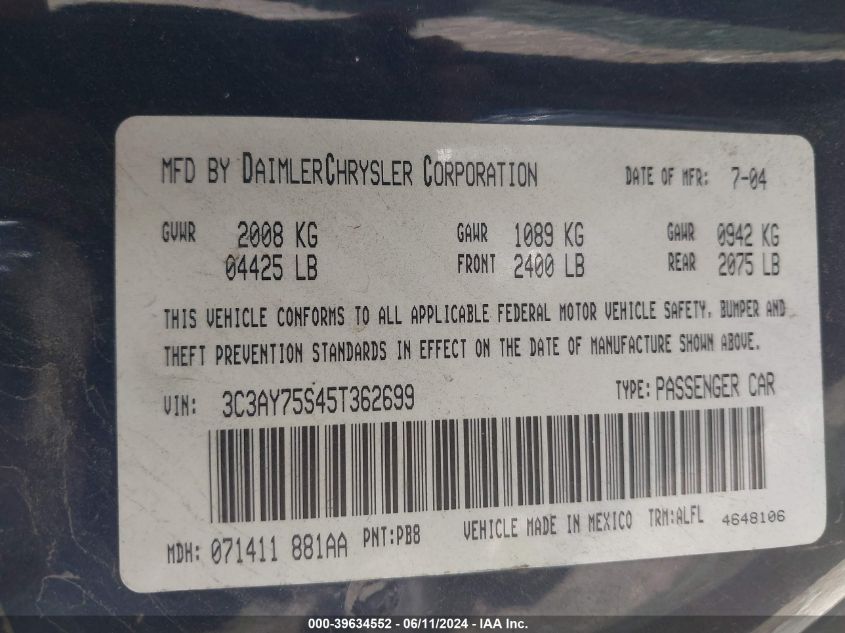 MFD BY DAIMLERCHRYSLER CORPORATION DATE OF MFR: 7-04
GVWR 2008 KG GAWR 1089 KG GAWR 0942 KG
04425 LB FRONT 2400 LB REAR 2075 LB
THIS VEHICLE CONFORMS TO ALL APPLICABLE FEDERAL MOTOR VEHICLE SAFETY, BUMPER AND
THEFT PREVENTION STANDARDS IN EFFECT ON THE DATE OF MANUFACTURE SHOWN ABOVE.
VIN: 3C3AY75S45T362699 TYPE: PASSENGER CAR
MDH: 071411 881AA PNT:PB8 VEHICLE MADE IN MEXICO TRM:ALFL 4648106
000-39634552 - 06/11/2024 - IAA Inc.